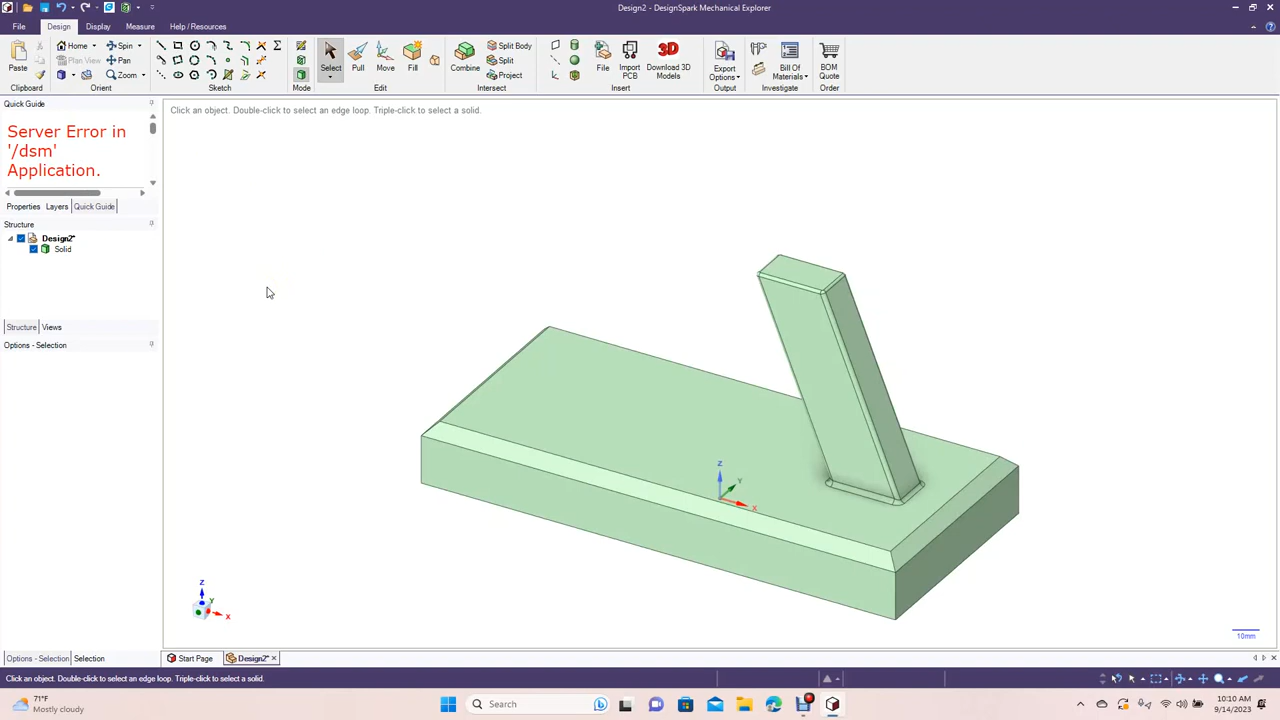 Design2 - DesignSpark Mechanical Explorer
File Design Display Measure Help / Resources
Home Spin
Plan View Pan
Zoom
Paste Select Pull Move Fill Combine Split Body
Split
Project
File Import PCB Download 3D Models Export Options Bill Of Materials BOM Quote
3D
Clipboard Orient Sketch Mode Edit Intersect Insert Output Investigate Order
Quick Guide
Click an object. Double-click to select an edge loop. Triple-click to select a solid.
Server Error in
'/dsm'
Application.
Properties Layers Quick Guide
Structure
Design2*
Solid
Structure Views
Options - Selection
Z
Y
X
Z
Y
X
10mm
Options - Selection Selection
Start Page Design2*
Click an object. Double-click to select an edge loop. Triple-click to select a solid.
71°F
Mostly cloudy
Search
10:10 AM
9/14/2023